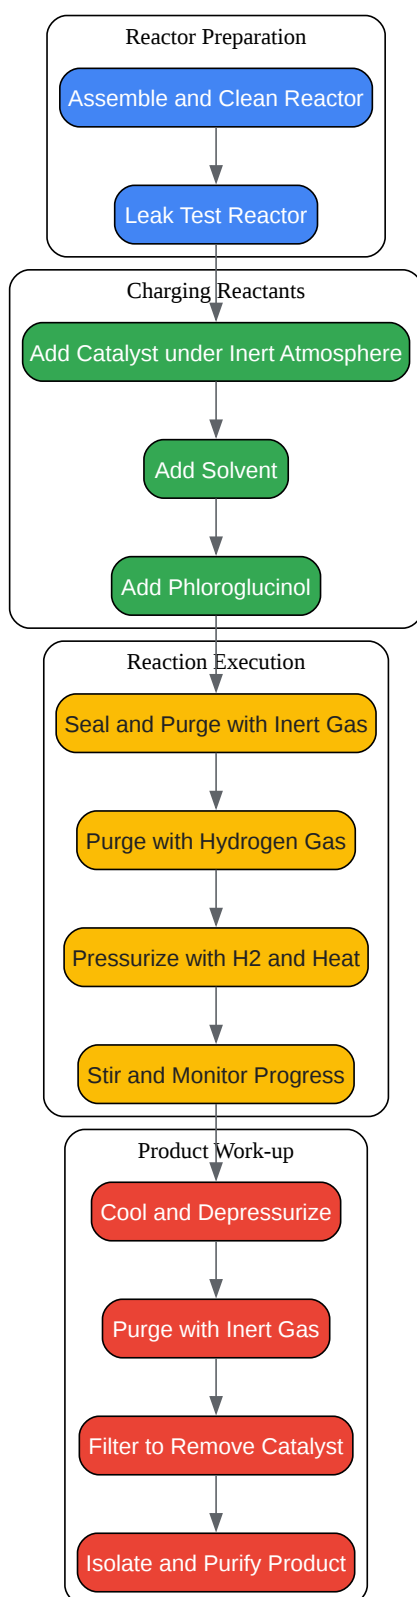 Reactor Preparation
Assemble and Clean Reactor
Leak Test Reactor
Charging Reactants
Add Catalyst under Inert Atmosphere
Add Solvent
Add Phloroglucinol
Reaction Execution
Seal and Purge with Inert Gas
Purge with Hydrogen Gas
Pressurize with H2 and Heat
Stir and Monitor Progress
Product Work-up
Cool and Depressurize
Purge with Inert Gas
Filter to Remove Catalyst
Isolate and Purify Product